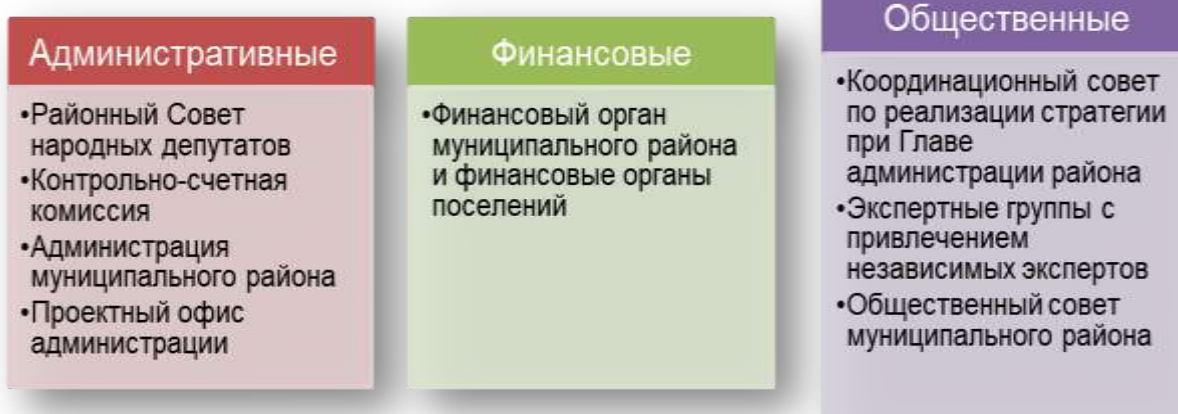 Административные
•Районный Совет
народных депутатов
•Контрольно-счетная
комиссия
•Администрация
муниципального района
•Проектный офис
администрации
Финансовые
•Финансовый орган
муниципального района
и финансовые органы
поселений
Общественные
•Координационный совет
по реализации стратегии
при Главе
администрации района
•Экспертные группы с
привлечением
независимых экспертов
•Общественный совет
муниципального района